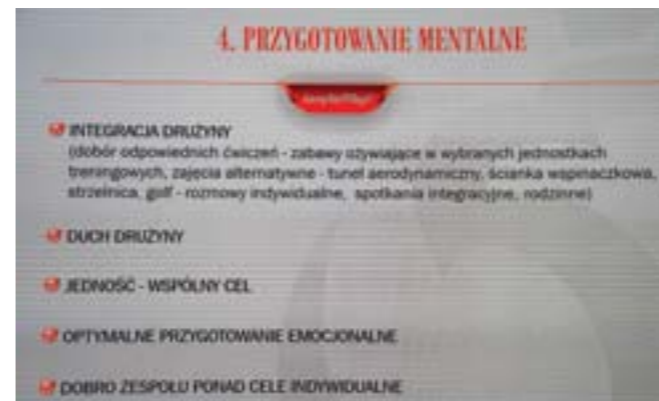 4. PRZYGOTOWANIE MENTALNE
INTEGRACJA DRUŻYNY
(dobór odpowiednich ćwiczeń - zabawy ożywiające w wybranych jednostkach
treningowych, zajęcia alternatywne - tunel aerodynamiczny, ścianka wspinaczkowa,
strzelnica, golf - rozmowy indywidualne, spotkania integracyjne, rodzinne)
DUCH DRUŻYNY
JEDNOŚĆ - WSPÓLNY CEL
OPTYMALNE PRZYGOTOWANIE EMOCJONALNE
DOBRO ZESPOŁU PONAD CELE INDYWIDUALNE